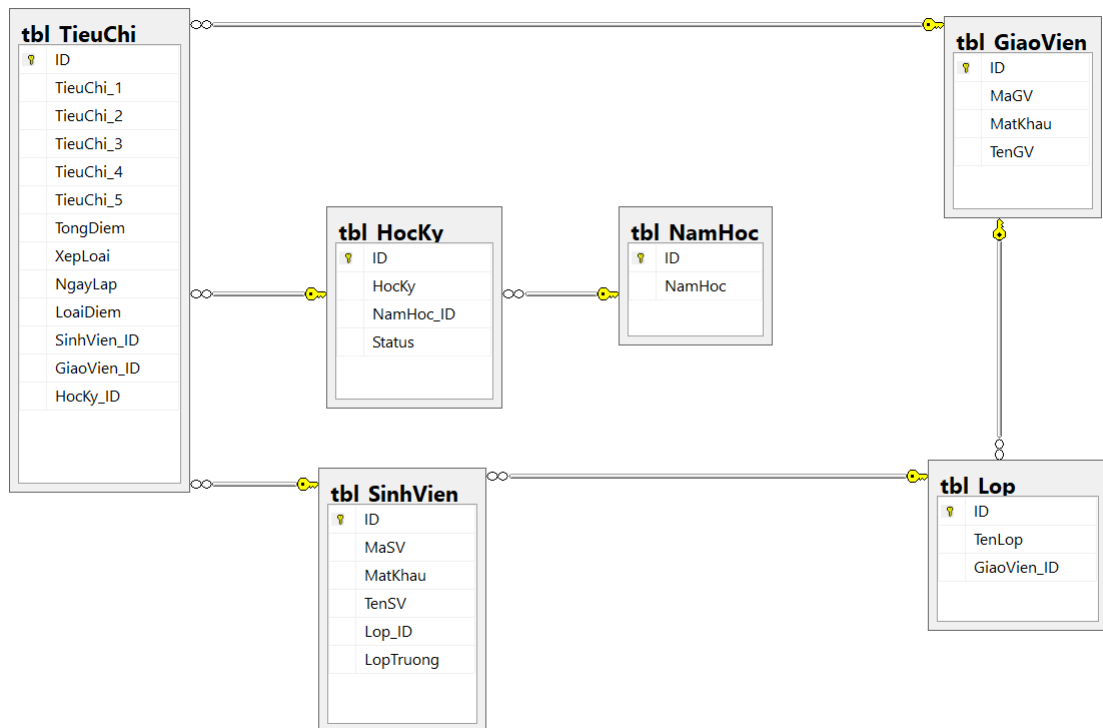 tbl_TieuChi
ID
TieuChi_1
TieuChi_2
TieuChi_3
TieuChi_4
TieuChi_5
TongDiem
XepLoai
NgayLap
LoaiDiem
SinhVien_ID
GiaoVien_ID
HocKy_ID
tbl_GiaoVien
ID
MaGV
MatKhau
TenGV
tbl_HocKy
ID
HocKy
NamHoc_ID
Status
tbl_NamHoc
ID
NamHoc
tbl_SinhVien
ID
MaSV
MatKhau
TenSV
Lop_ID
LopTruong
tbl_Lop
ID
TenLop
GiaoVien_ID